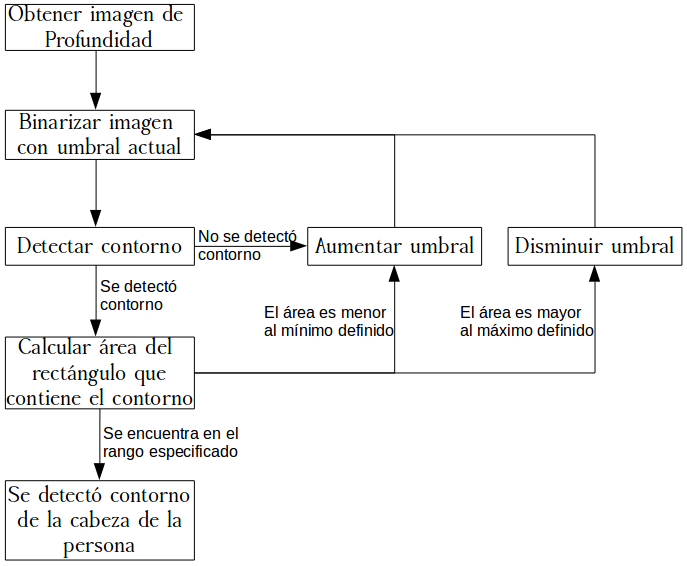 Obtener imagen de
Profundidad
Binarizar imagen
con umbral actual
Detectar contorno
No se detectó
contorno
Aumentar umbral
Disminuir umbral
Se detectó
contorno
El área es menor
al mínimo definido
El área es mayor
al máximo definido
Calcular área del
rectángulo que
contiene el contorno
Se encuentra en el
rango especificado
Se detectó contorno
de la cabeza de la
persona